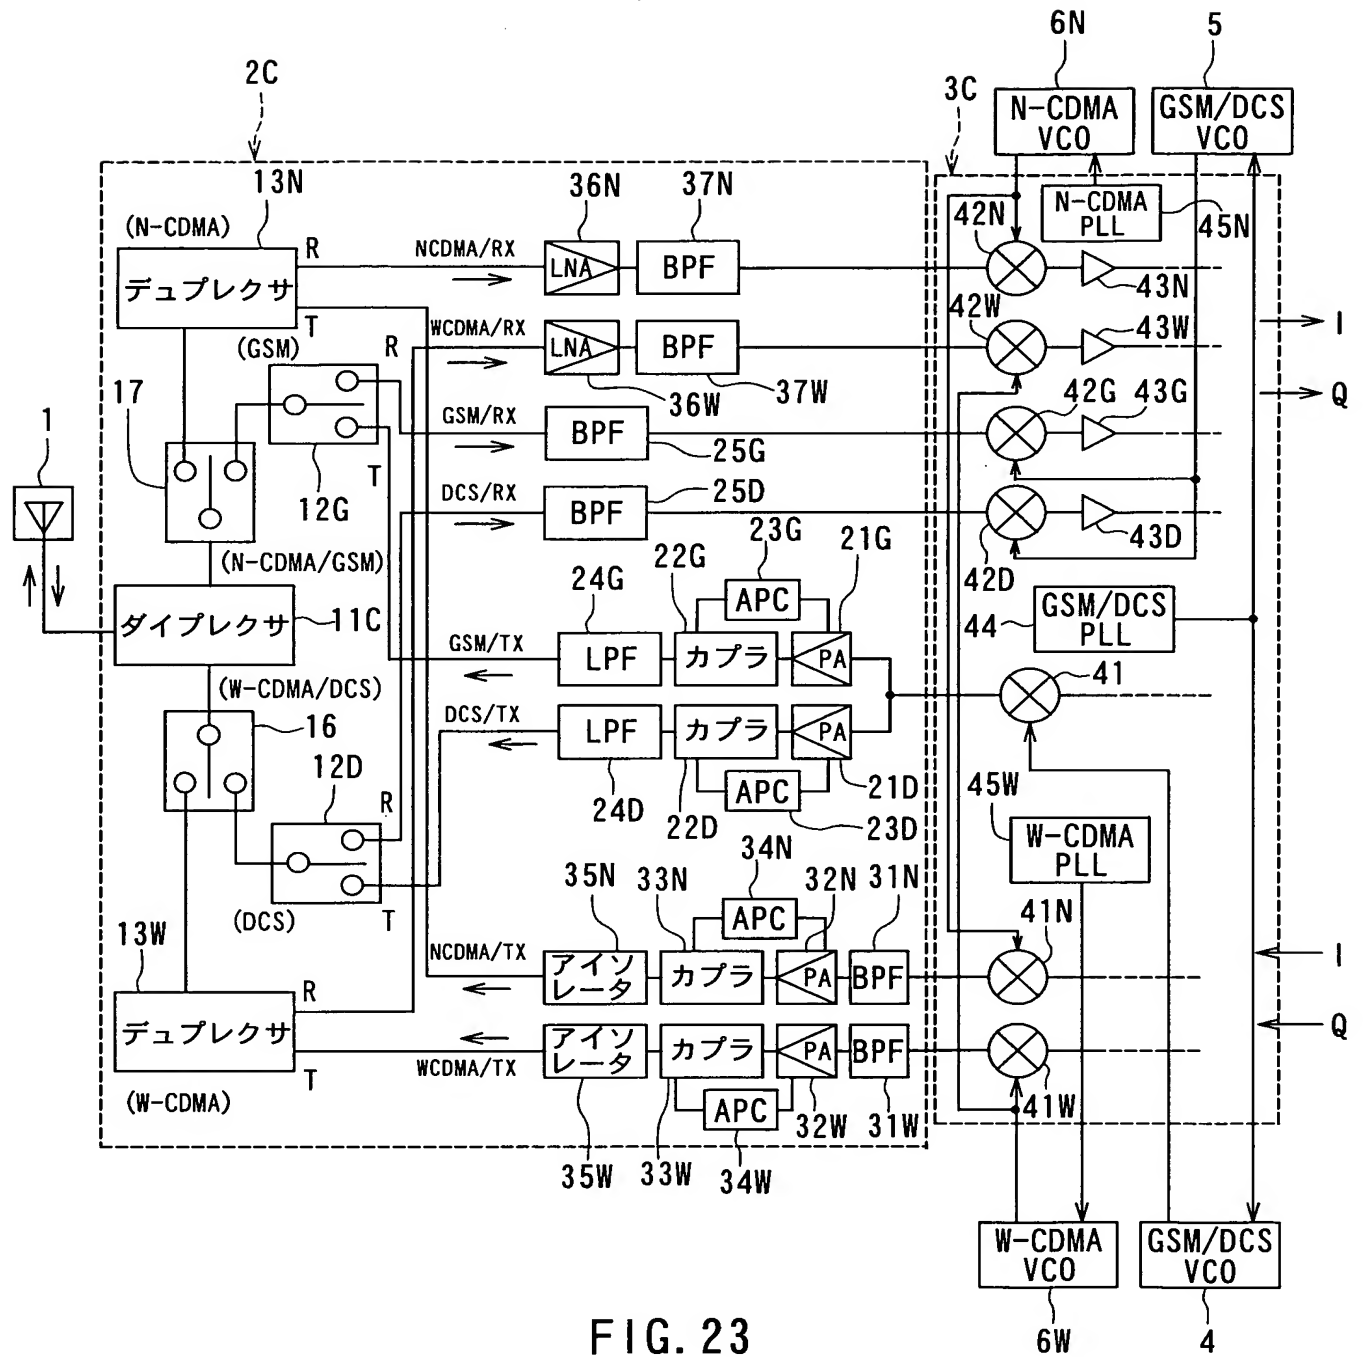 6N
5
2C
3C
N-CDMA
VCO
GSM/DCS
VCO
13N
36N
37N
(N-CDMA)
R
NCDMA/RX
LNA
BPF
42N
N-CDMA
PLL
45N
デュプレクサ
43N
T
(GSM)
R
WCDMA/RX
LNA
BPF
42W
43W
I
17
36W
37W
42G
43G
Q
1
GSM/RX
BPF
25G
T
12G
DCS/RX
BPF
25D
42D
43D
(N-CDMA/GSM)
24G
22G
23G
21G
APC
ダイプレクサ
11C
GSM/TX
LPF
カプラ
PA
44
GSM/DCS
PLL
41
(W-CDMA/DCS)
16
DCS/TX
LPF
カプラ
PA
12D
R
24D
22D
APC
23D
21D
45W
W-CDMA
PLL
(DCS)
T
35N
33N
34N
32N
31N
APC
41N
13W
NCDMA/TX
アイソ
レータ
カプラ
PA
BPF
I
R
デュプレクサ
T
WCDMA/TX
アイソ
レータ
カプラ
PA
BPF
Q
41W
(W-CDMA)
APC
35W
33W
34W
32W
31W
W-CDMA
VCO
GSM/DCS
VCO
6W
4
FIG. 23